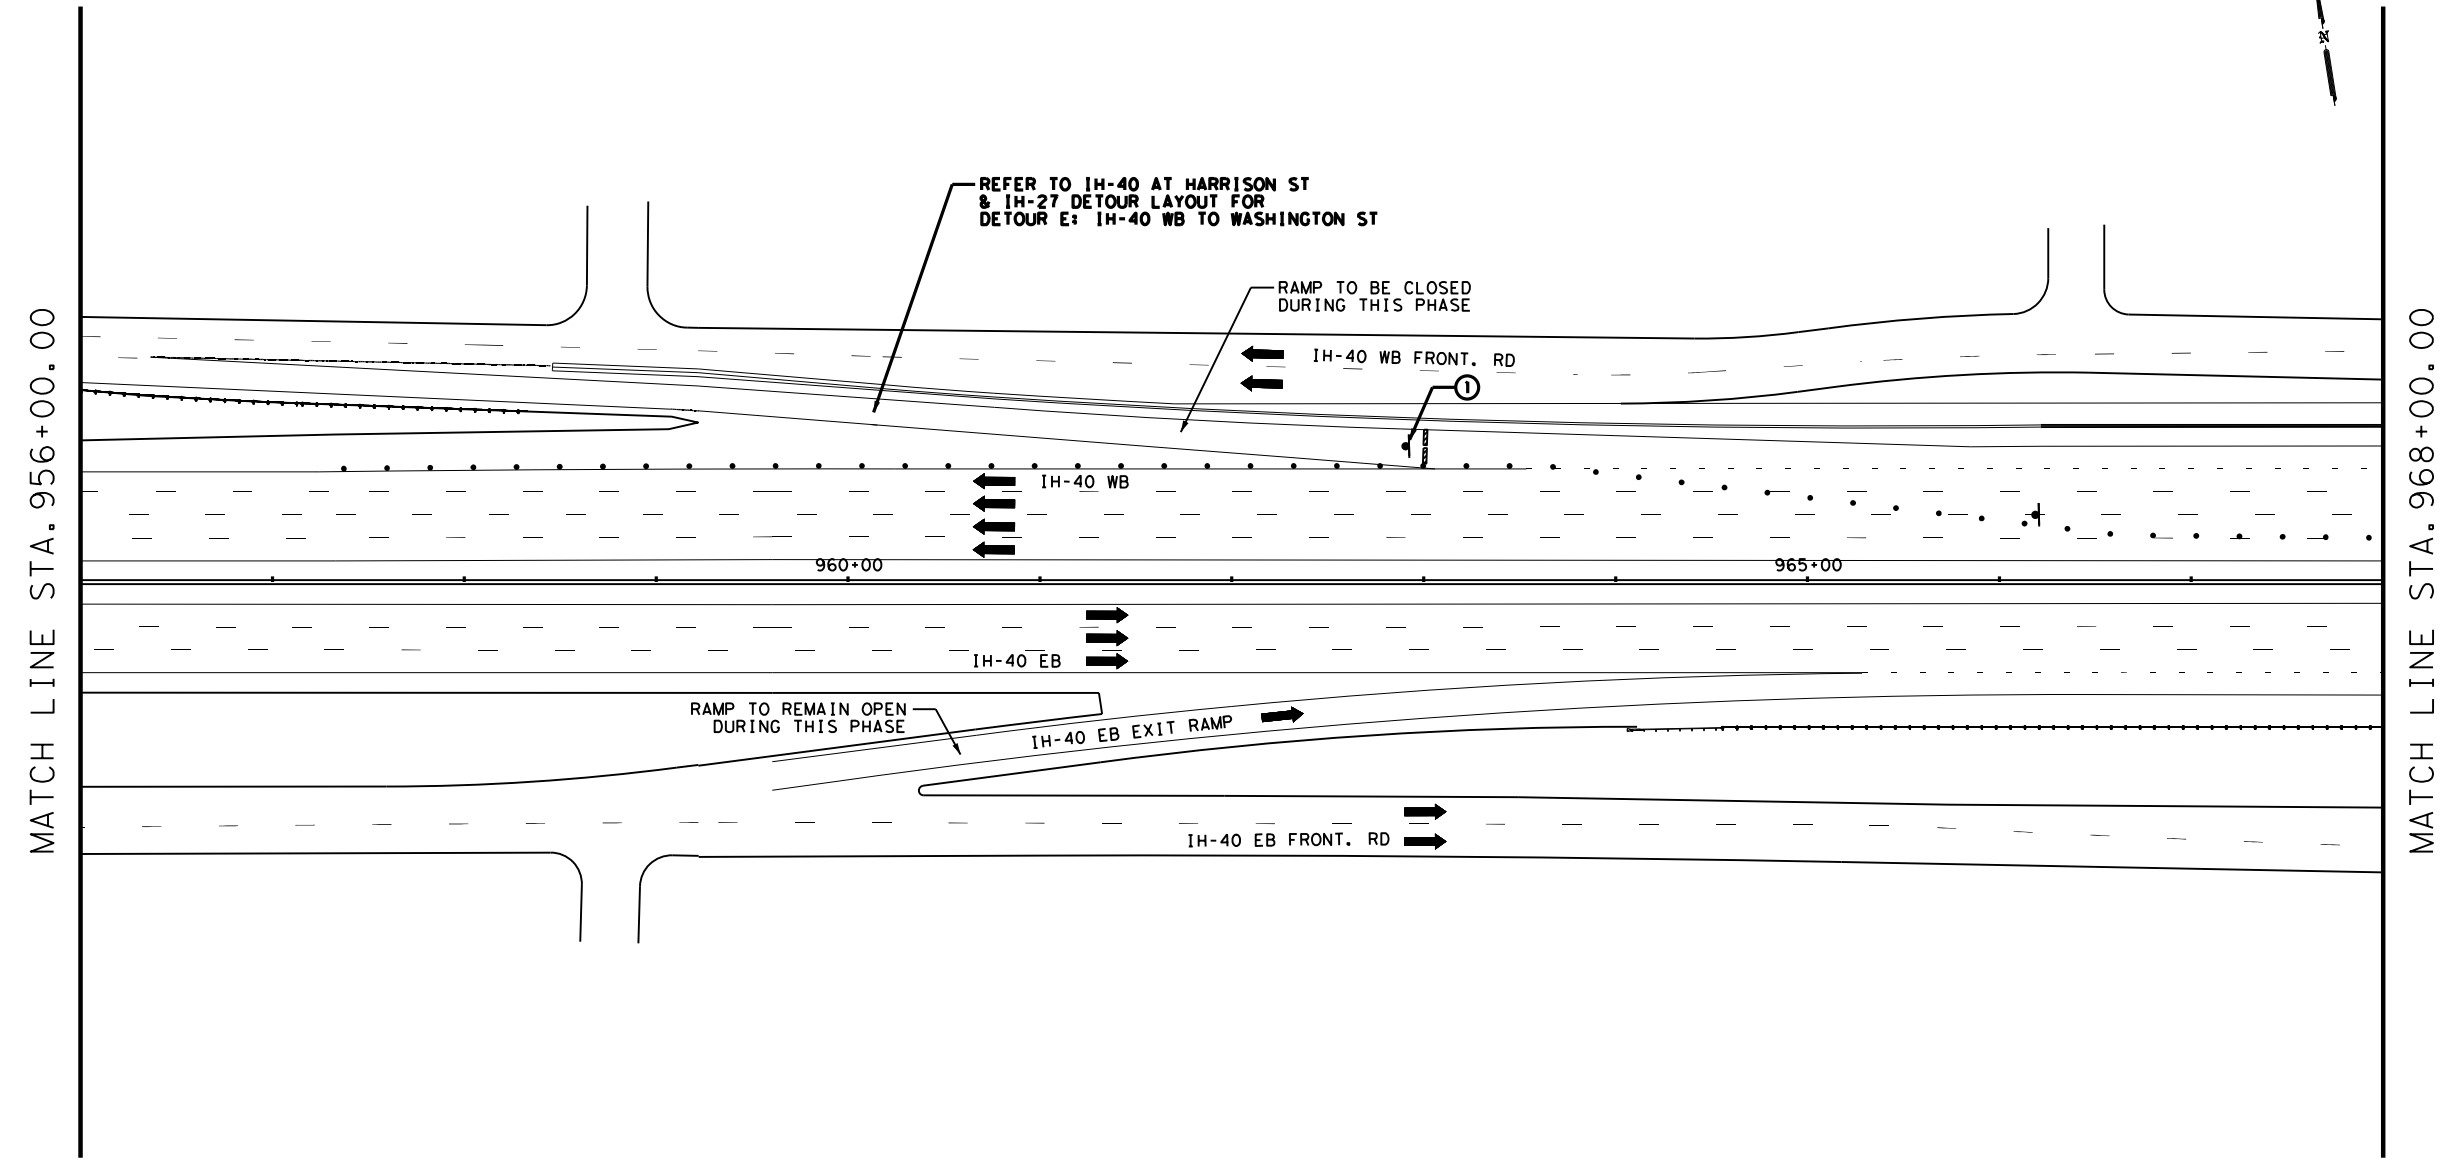 N
REFER TO IH-40 AT HARRISON ST
& IH-27 DETOUR LAYOUT FOR
DETOUR E: IH-40 WB TO WASHINGTON ST
RAMP TO BE CLOSED
DURING THIS PHASE
IH-40 WB FRONT. RD
1
IH-40 WB
960+00
965+00
IH-40 EB
RAMP TO REMAIN OPEN
DURING THIS PHASE
IH-40 EB EXIT RAMP
IH-40 EB FRONT. RD
MATCH LINE STA. 956+00.00
MATCH LINE STA. 968+00.00